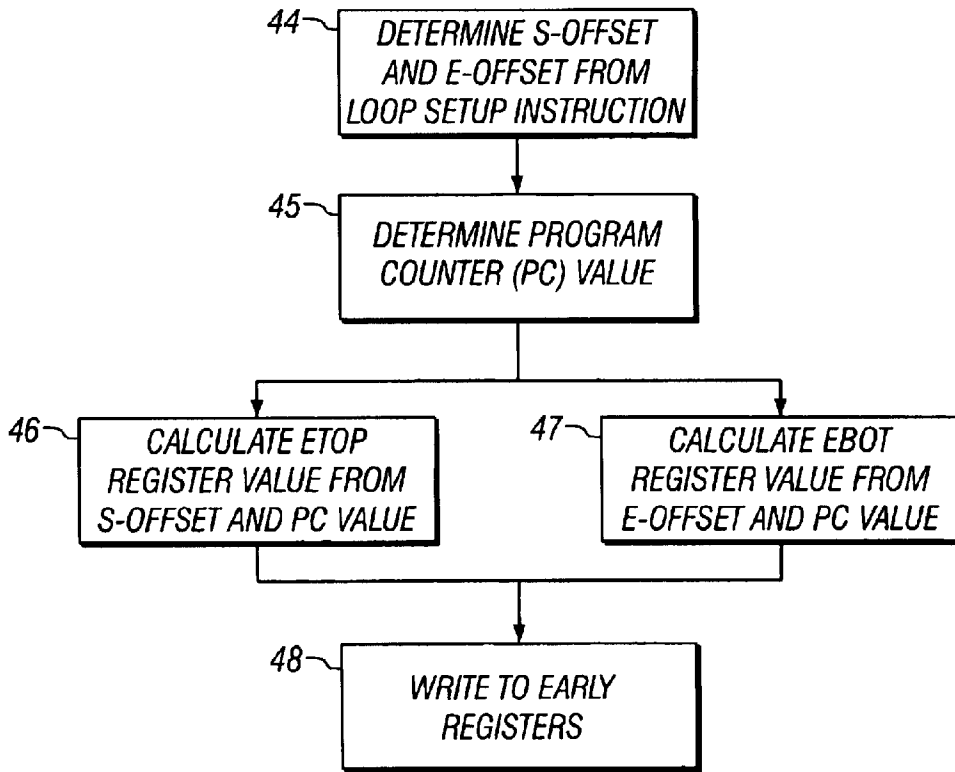 44
DETERMINE S-OFFSET
AND E-OFFSET FROM
LOOP SETUP INSTRUCTION
45
DETERMINE PROGRAM
COUNTER (PC) VALUE
46
CALCULATE ETOP
REGISTER VALUE FROM
S-OFFSET AND PC VALUE
47
CALCULATE EBOT
REGISTER VALUE FROM
E-OFFSET AND PC VALUE
48
WRITE TO EARLY
REGISTERS